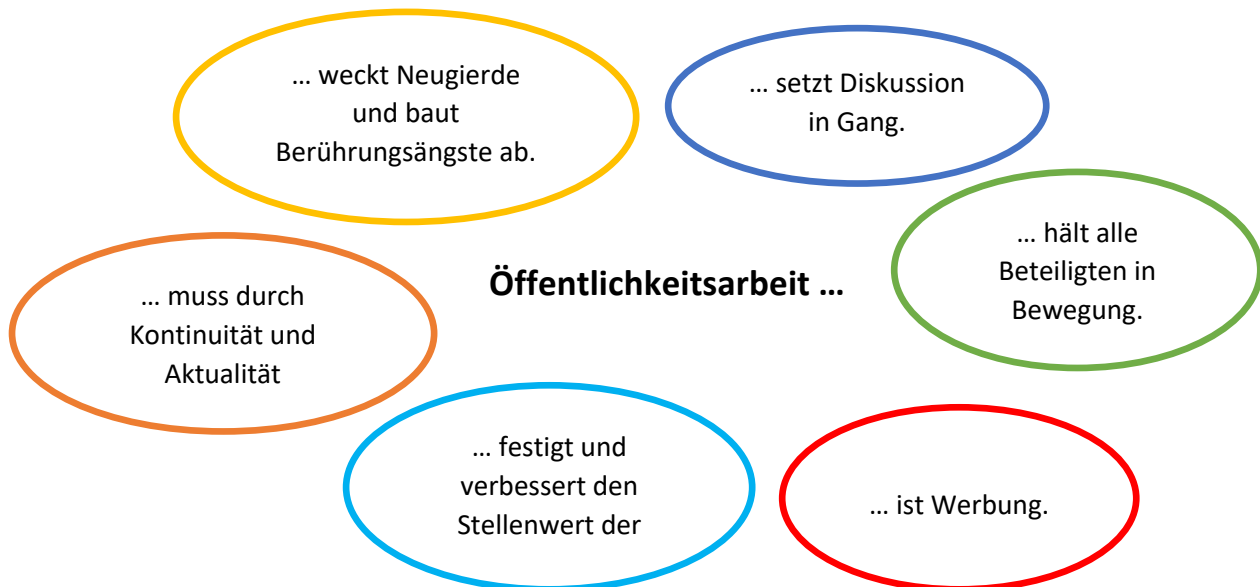 … weckt Neugierde
und baut
Berührungsängste ab.
… setzt Diskussion
in Gang.
… hält alle
Beteiligten in
Bewegung.
Öffentlichkeitsarbeit …
… muss durch
Kontinuität und
Aktualität
… festigt und
verbessert den
Stellenwert der
… ist Werbung.